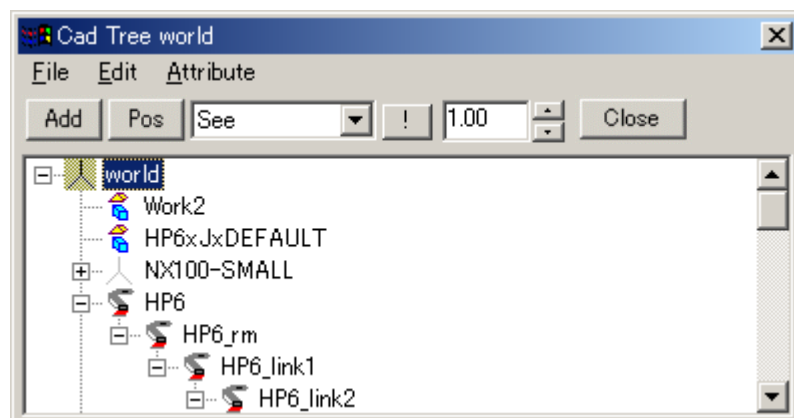 Cad Tree world
File Edit Attribute
Add Pos See ! 1.00 Close
world
Work2
HP6xJxDEFAULT
NX100-SMALL
HP6
HP6_rm
HP6_link1
HP6_link2